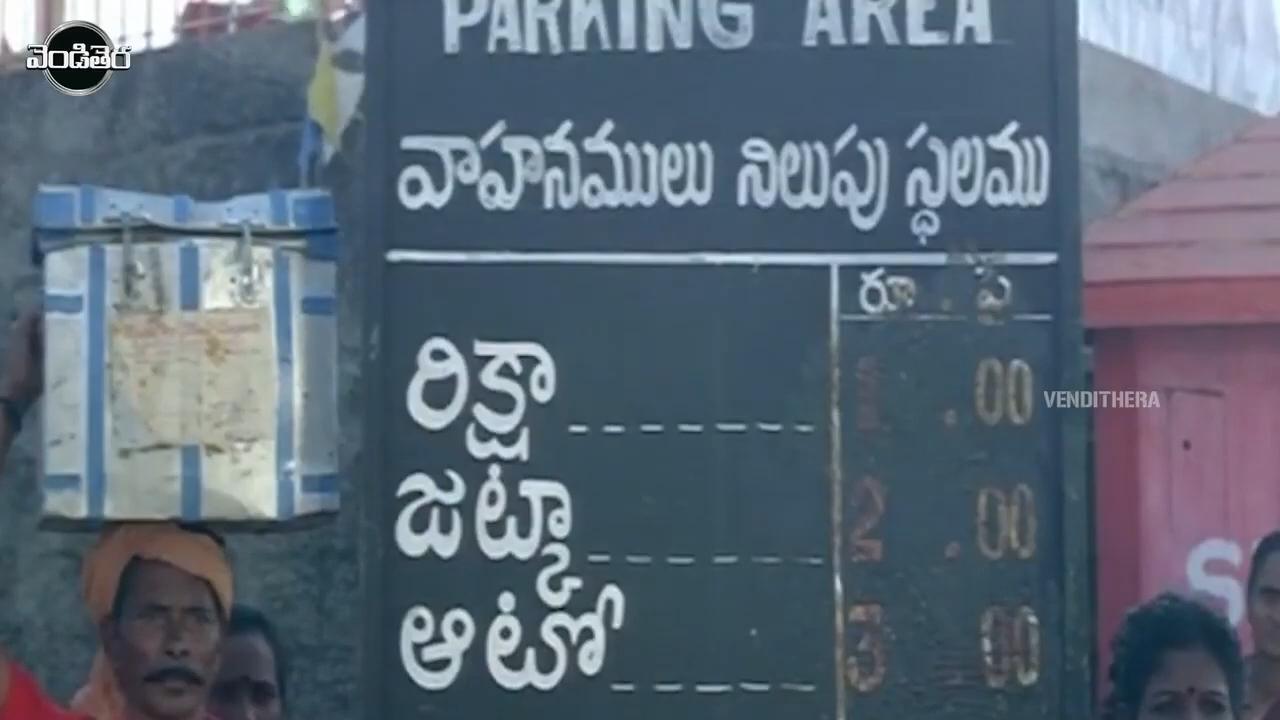 వెండితెర
PARKING AREA
వాహనములు నిలుపు స్థలము
రూ . పై
రిక్షా ------- 1 .00
VENDITHERA
జట్కా ------ 2 .00
ఆటో ----- 3 00
S